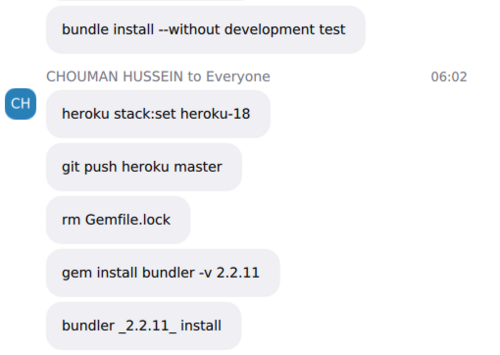 bundle install --without development test
CHOUMAN HUSSEIN to Everyone 06:02
CH
heroku stack:set heroku-18
git push heroku master
rm Gemfile.lock
gem install bundler -v 2.2.11
bundler _2.2.11_ install